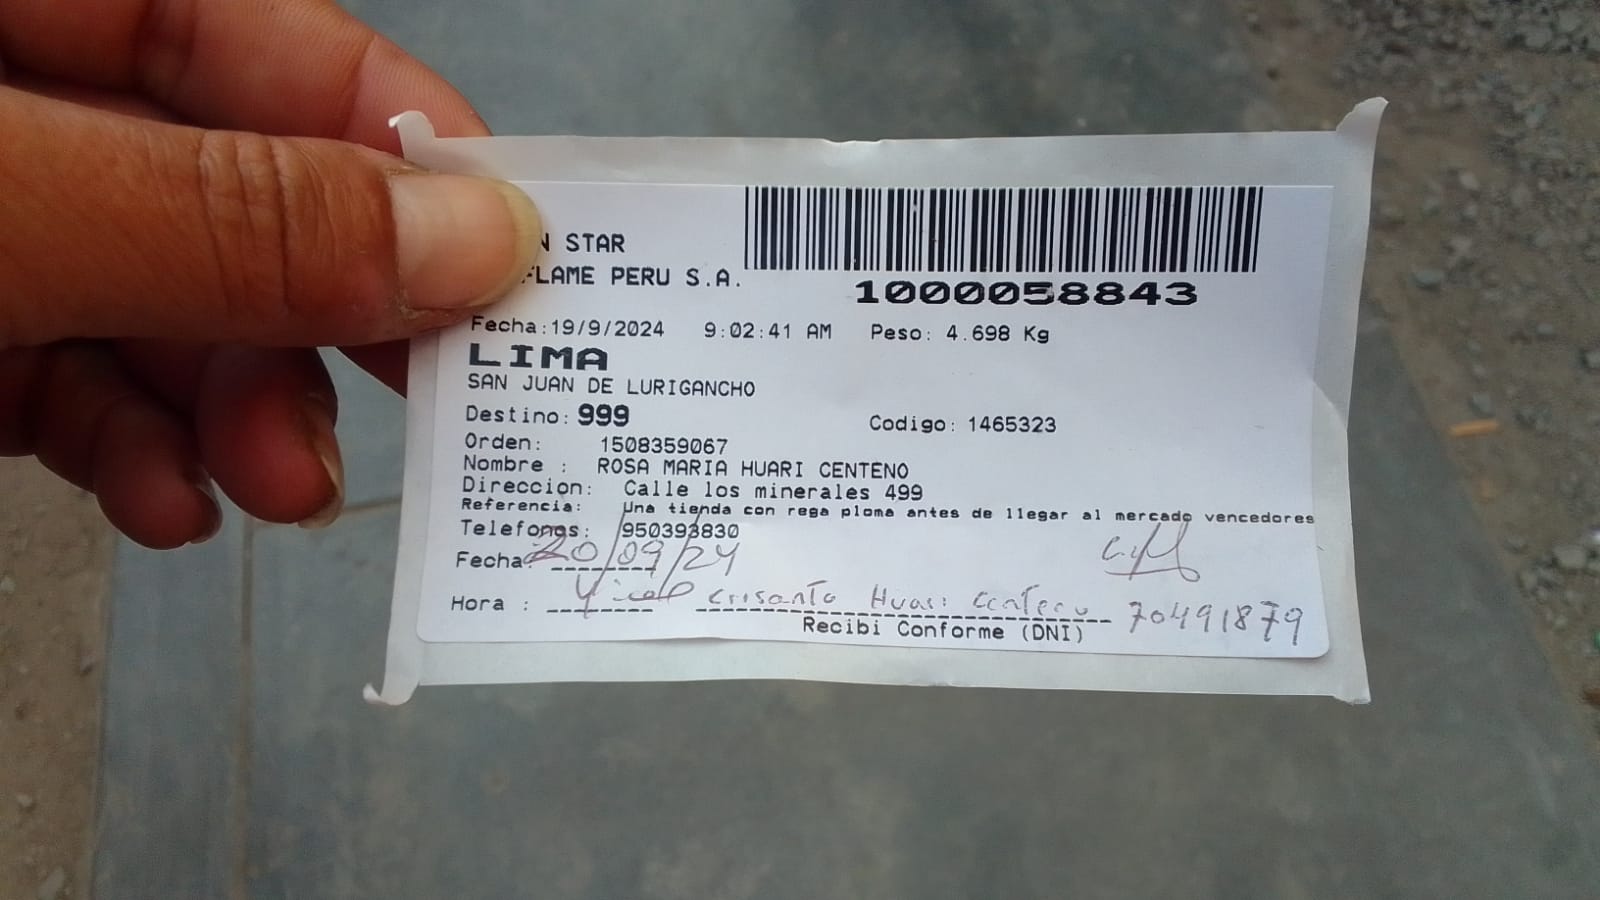 N STAR
FLAME PERU S.A.
1000058843
Fecha:19/9/2024 9:02:41 AM Peso: 4.698 Kg
LIMA
SAN JUAN DE LURIGANCHO
Destino: 999 Codigo: 1465323
Orden: 1508359067
Nombre : ROSA MARIA HUARI CENTENO
Direccion: Calle los minerales 499
Referencia: Una tienda con rega ploma antes de llegar al mercado vencedores
Telefonos: 950393830
Fecha: 20/09/24
Hora : Crisanto Huari Centeno 70491879
Recibi Conforme (DNI)